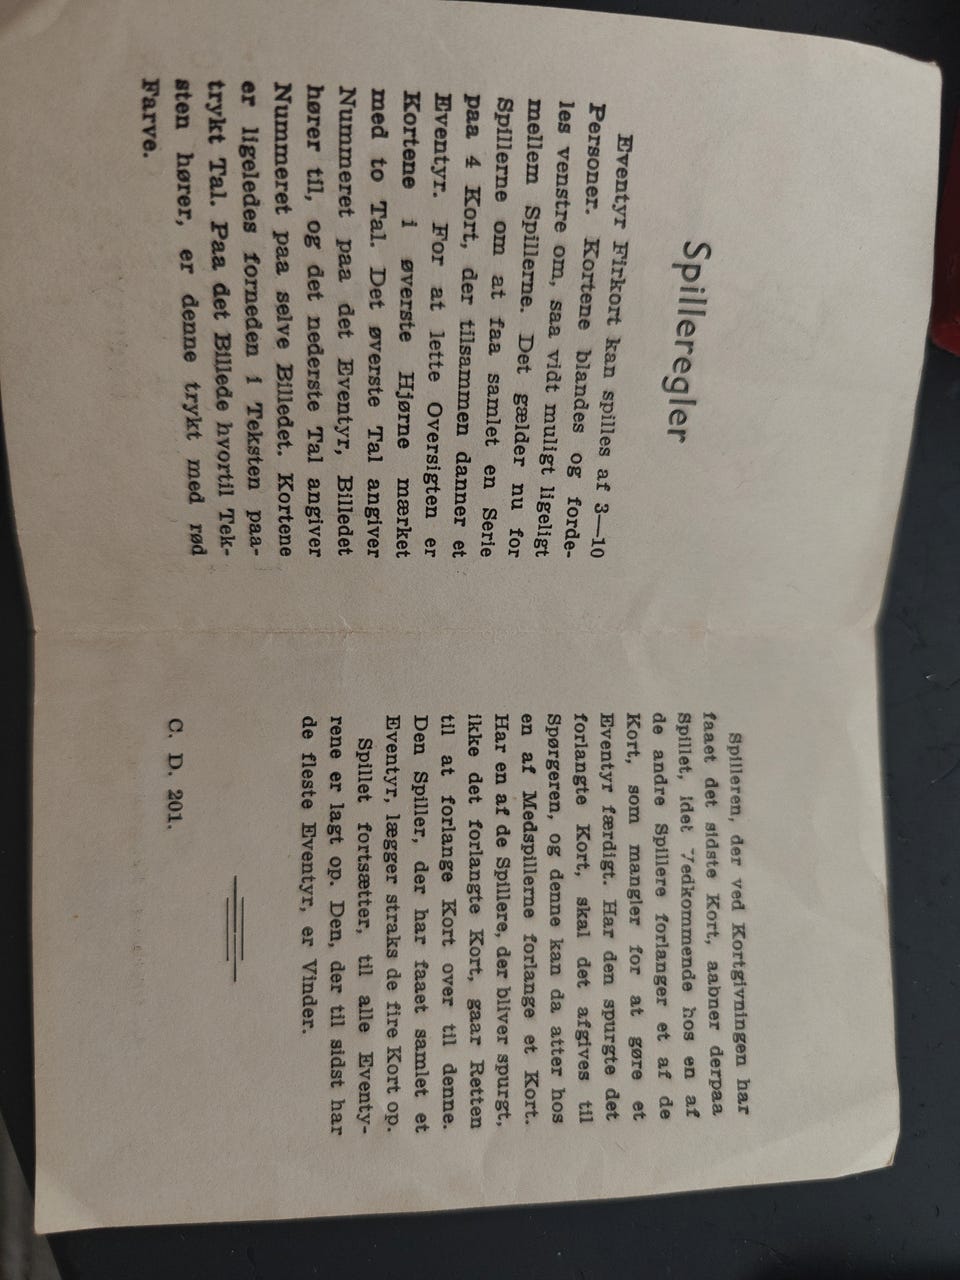 Spilleregler
Eventyr Firkort kan spilles af 3—10
Personer. Kortene blandes og forde-
les venstre om, saa vidt muligt ligeligt
mellem Spillerne. Det gælder nu for
Spillerne om at faa samlet en Serie
paa 4 Kort, der tilsammen danner et
Eventyr. For at lette Oversigten er
Kortene i øverste Hjørne mærket
med to Tal. Det øverste Tal angiver
Nummeret paa det Eventyr, Billedet
hører til, og det nederste Tal angiver
Nummeret paa selve Billedet. Kortene
er ligeledes forneden i Teksten paa-
trykt Tal. Paa det Billede hvortil Tek-
sten hører, er denne trykt med rød
Farve.
Spilleren, der ved Kortgivningen har
faaet det sidste Kort, aabner derpaa
Spillet, idet Vedkommende hos en af
de andre Spillere forlanger et af de
Kort, som mangler for at gøre et
Eventyr færdigt. Har den spurgte det
forlangte Kort, skal det afgives til
Spørgeren, og denne kan da atter hos
en af Medspillerne forlange et Kort.
Har en af de Spillere, der bliver spurgt,
ikke det forlangte Kort, gaar Retten
til at forlange Kort over til denne.
Den Spiller, der har faaet samlet et
Eventyr, lægger straks de fire Kort op.
Spillet fortsætter, til alle Eventy-
rene er lagt op. Den, der til sidst har
de fleste Eventyr, er Vinder.
C. D. 201.